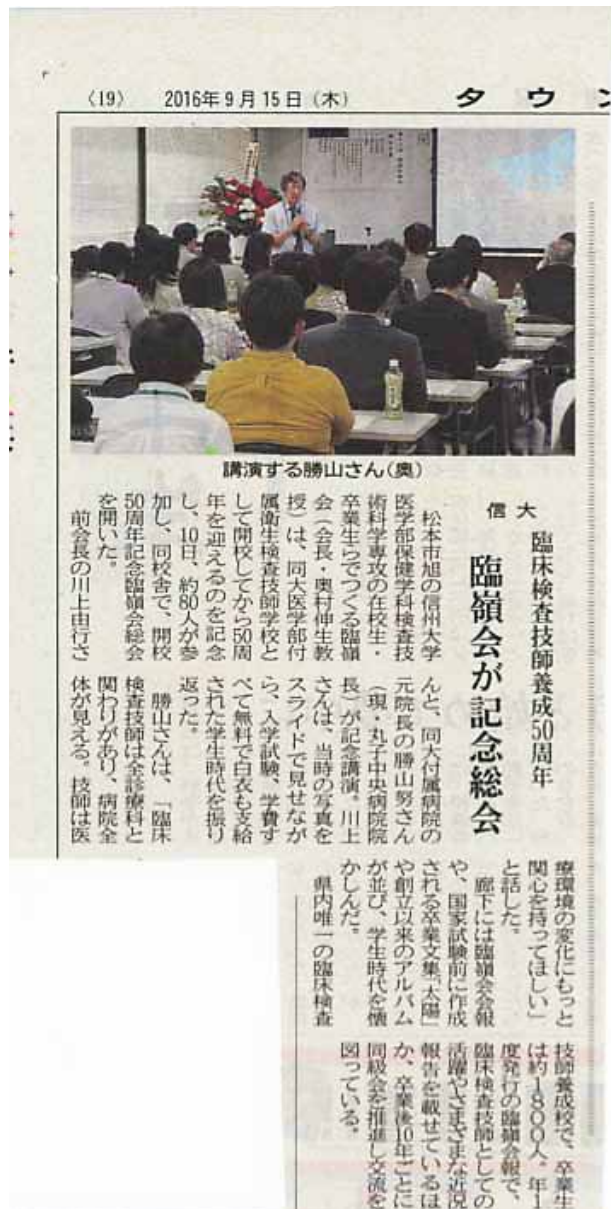 〈19〉 2016年9月15日(木) タウン
講演する勝山さん(奥)
信大
臨床検査技師養成50周年
臨嶺会が記念総会
松本市旭の信州大学
医学部保健学科検査技
術科学専攻の在校生・
卒業生らでつくる臨嶺
会(会長・奥村伸生教
授)は、同大医学部付
属衛生検査技師学校と
して開校してから50周
年を迎えるのを記念
し、10日、約80人が参
加し、同校舎で、開校
50周年記念臨嶺会総会
を開いた。
前会長の川上由行さ
んと、同大付属病院の
元院長の勝山努さん
(現・丸子中央病院院
長)が記念講演。川上
さんは、当時の写真を
スライドで見せなが
ら、入学試験、学費す
べて無料で白衣も支給
された学生時代を振り
返った。
勝山さんは、「臨床
検査技師は全診療科と
関わりがあり、病院全
体が見える。技師は医
療環境の変化にもっと
関心を持ってほしい」
と話した。
廊下には臨嶺会会報
や、国家試験前に作成
される卒業文集「太陽」
や創立以来のアルバム
が並び、学生時代を懐
かしんだ。
県内唯一の臨床検査
技師養成校で、卒業生
は約1800人。年1
度発行の臨嶺会報で、
臨床検査技師としての
活躍やさまざまな近況
報告を載せているほ
か、卒業後10年ごとに
同級会を推進し交流を
図っている。